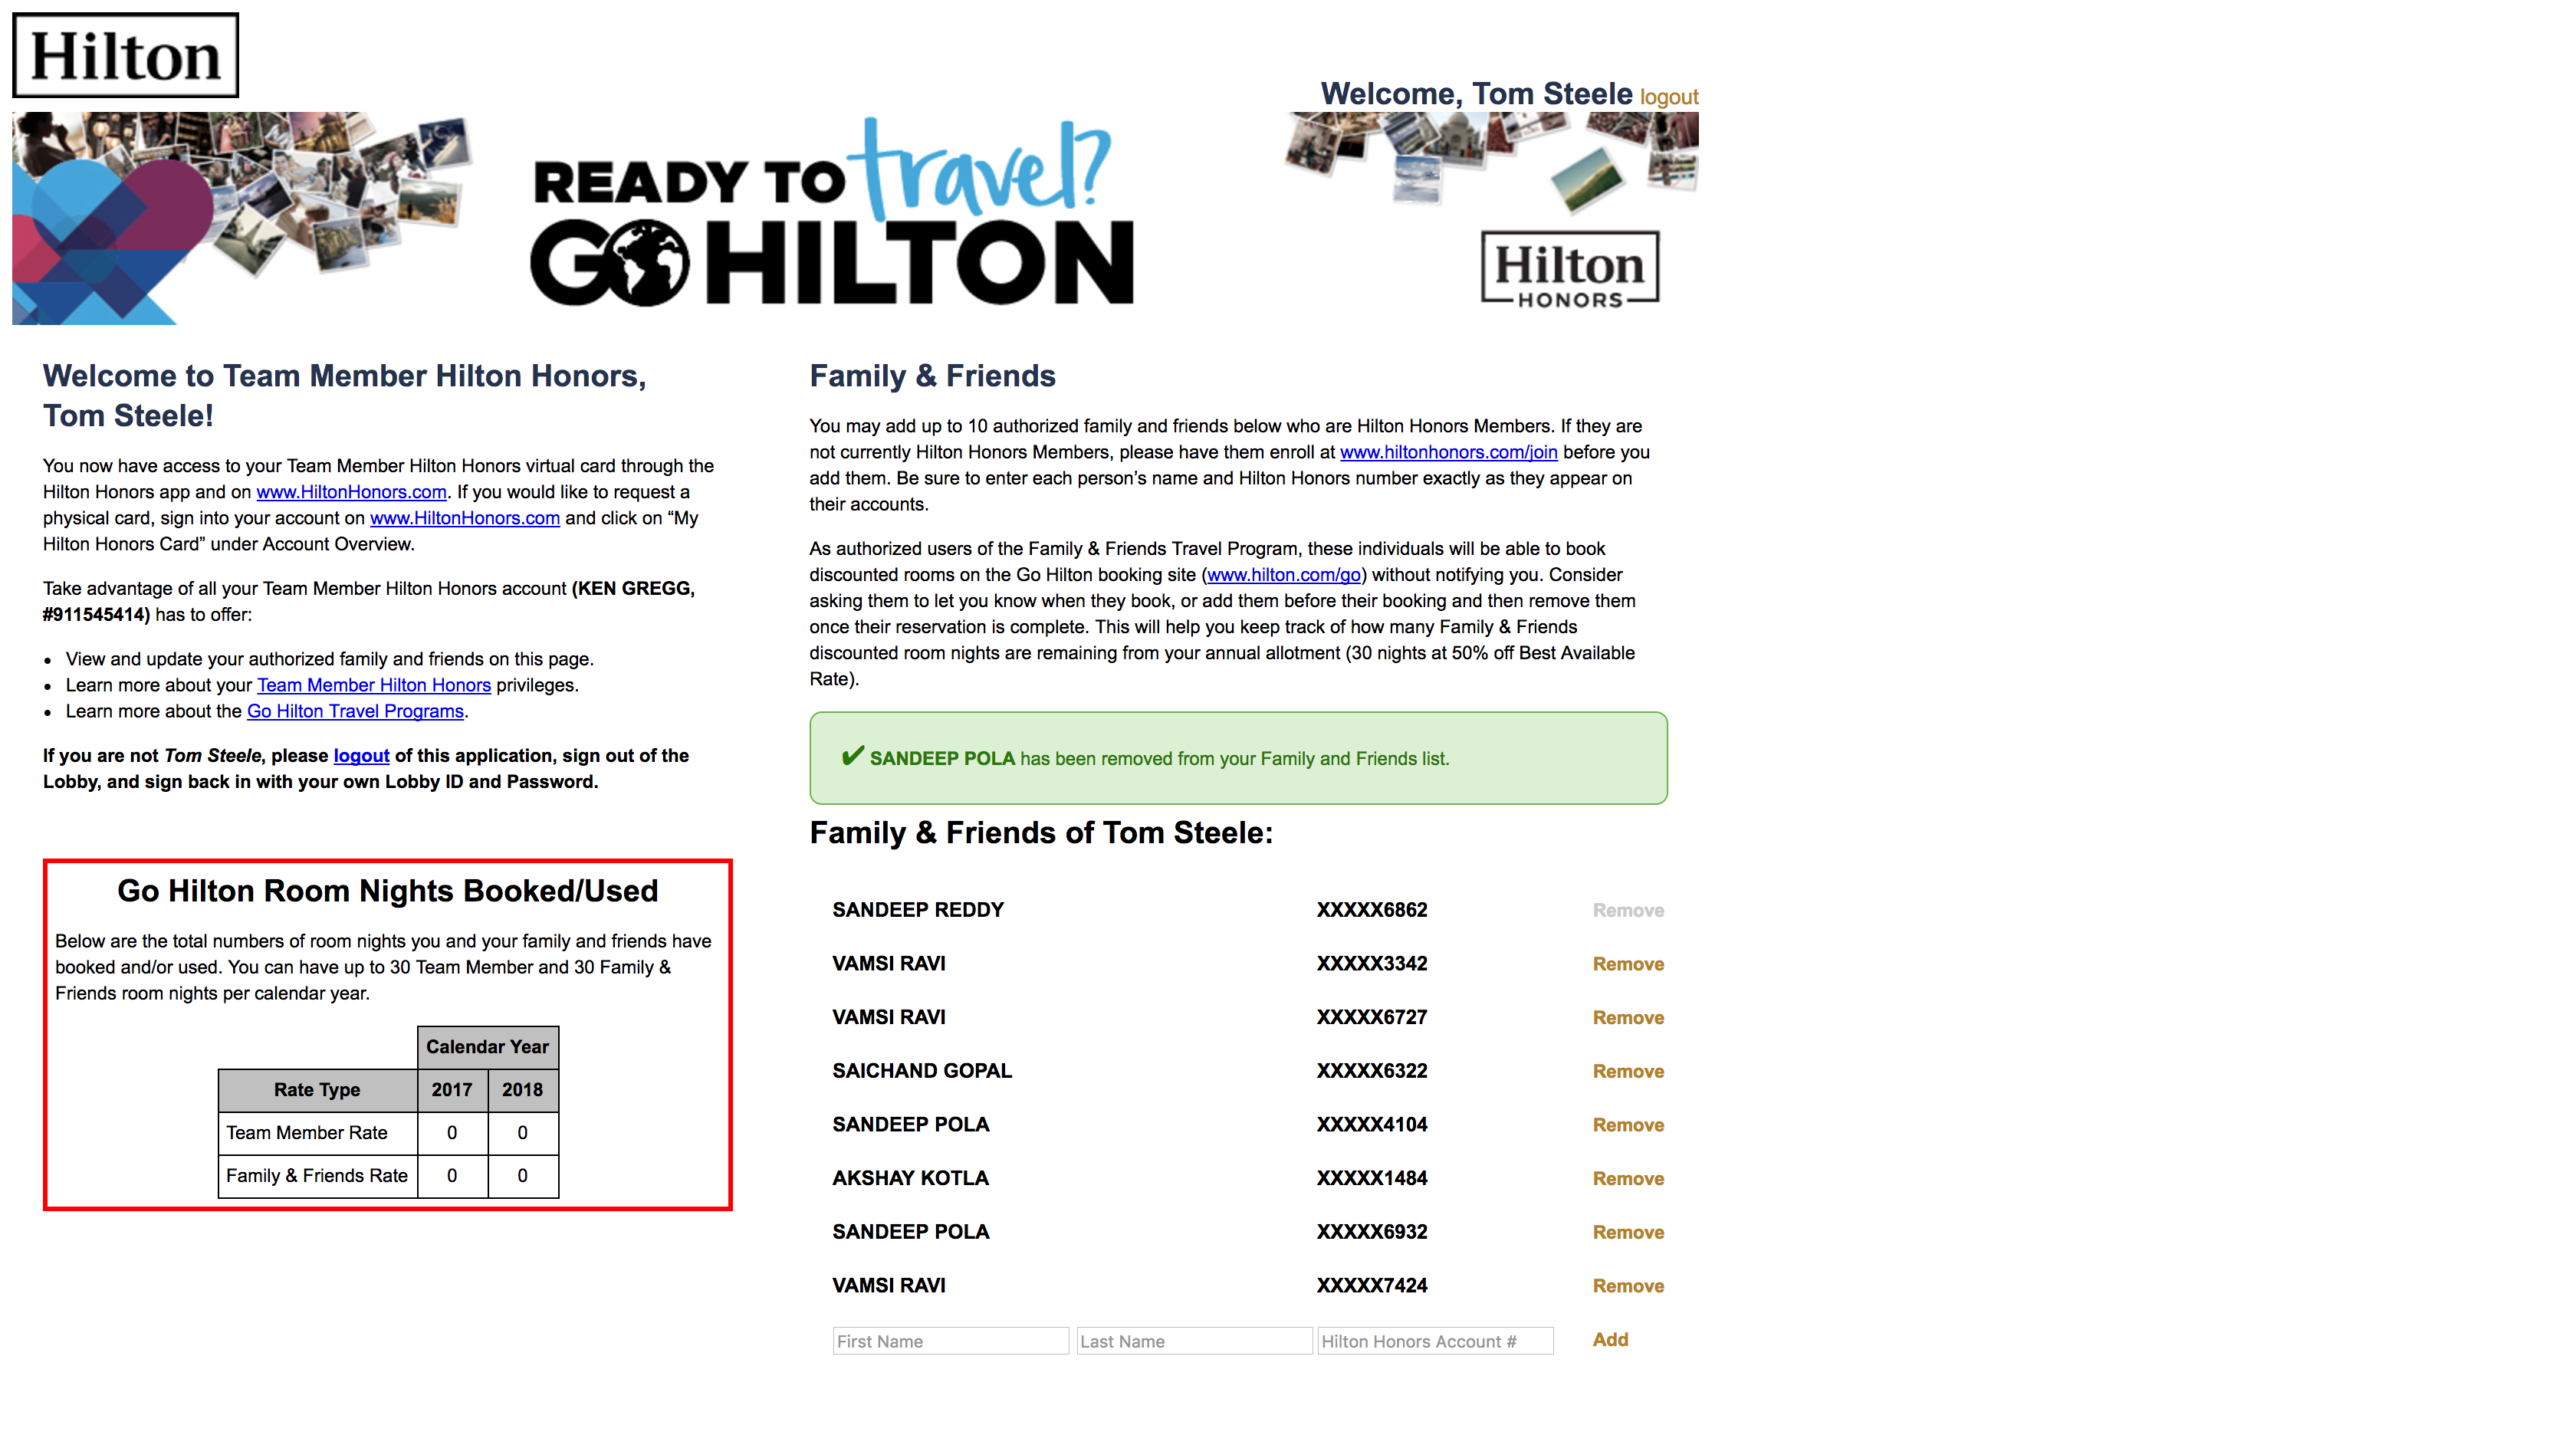 Hilton
Welcome, Tom Steele logout
READY TO travel?
GO HILTON
Hilton
HONORS
Welcome to Team Member Hilton Honors,
Tom Steele!
You now have access to your Team Member Hilton Honors virtual card through the
Hilton Honors app and on www.HiltonHonors.com. If you would like to request a
physical card, sign into your account on www.HiltonHonors.com and click on “My
Hilton Honors Card” under Account Overview.
Take advantage of all your Team Member Hilton Honors account (KEN GREGG,
#911545414) has to offer:
• View and update your authorized family and friends on this page.
• Learn more about your Team Member Hilton Honors privileges.
• Learn more about the Go Hilton Travel Programs.
If you are not Tom Steele, please logout of this application, sign out of the
Lobby, and sign back in with your own Lobby ID and Password.
Go Hilton Room Nights Booked/Used
Below are the total numbers of room nights you and your family and friends have
booked and/or used. You can have up to 30 Team Member and 30 Family &
Friends room nights per calendar year.
Calendar Year
Rate Type 2017 2018
Team Member Rate 0 0
Family & Friends Rate 0 0
Family & Friends
You may add up to 10 authorized family and friends below who are Hilton Honors Members. If they are
not currently Hilton Honors Members, please have them enroll at www.hiltonhonors.com/join before you
add them. Be sure to enter each person’s name and Hilton Honors number exactly as they appear on
their accounts.
As authorized users of the Family & Friends Travel Program, these individuals will be able to book
discounted rooms on the Go Hilton booking site (www.hilton.com/go) without notifying you. Consider
asking them to let you know when they book, or add them before their booking and then remove them
once their reservation is complete. This will help you keep track of how many Family & Friends
discounted room nights are remaining from your annual allotment (30 nights at 50% off Best Available
Rate).
✔ SANDEEP POLA has been removed from your Family and Friends list.
Family & Friends of Tom Steele:
SANDEEP REDDY XXXXX6862 Remove
VAMSI RAVI XXXXX3342 Remove
VAMSI RAVI XXXXX6727 Remove
SAICHAND GOPAL XXXXX6322 Remove
SANDEEP POLA XXXXX4104 Remove
AKSHAY KOTLA XXXXX1484 Remove
SANDEEP POLA XXXXX6932 Remove
VAMSI RAVI XXXXX7424 Remove
First Name Last Name Hilton Honors Account # Add